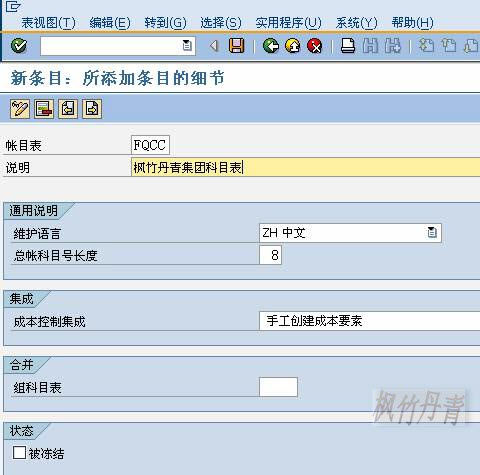 表视图(T) 编辑(E) 转到(G) 选择(S) 实用程序(U) 系统(Y) 帮助(H)
新条目：所添加条目的细节
帐目表 FQCC
说明 枫竹丹青集团科目表
通用说明
维护语言 ZH 中文
总帐科目号长度 8
集成
成本控制集成 手工创建成本要素
合并
组科目表
枫竹丹青
状态
被冻结